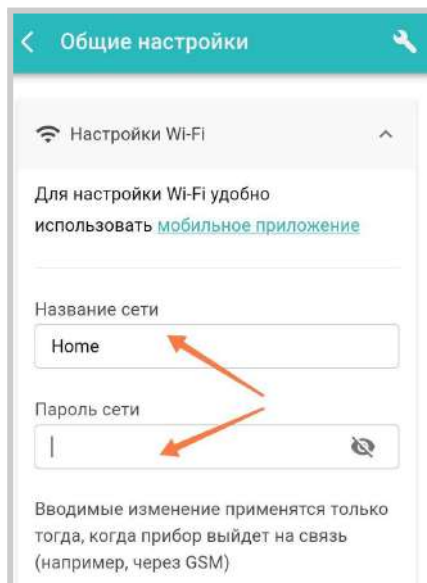 Общие настройки
Настройки Wi-Fi
Для настройки Wi-Fi удобно
использовать мобильное приложение
Название сети
Home
Пароль сети
Вводимые изменение применятся только
тогда, когда прибор выйдет на связь
(например, через GSM)